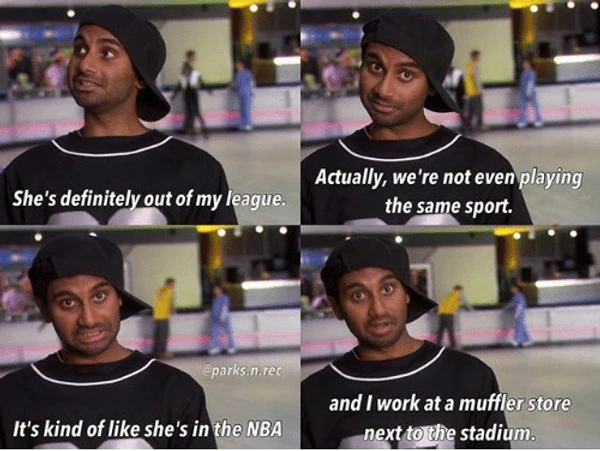 She's definitely out of my league.
Actually, we're not even playing
the same sport.
@parks.n.rec
It's kind of like she's in the NBA
and I work at a muffler store
next to the stadium.